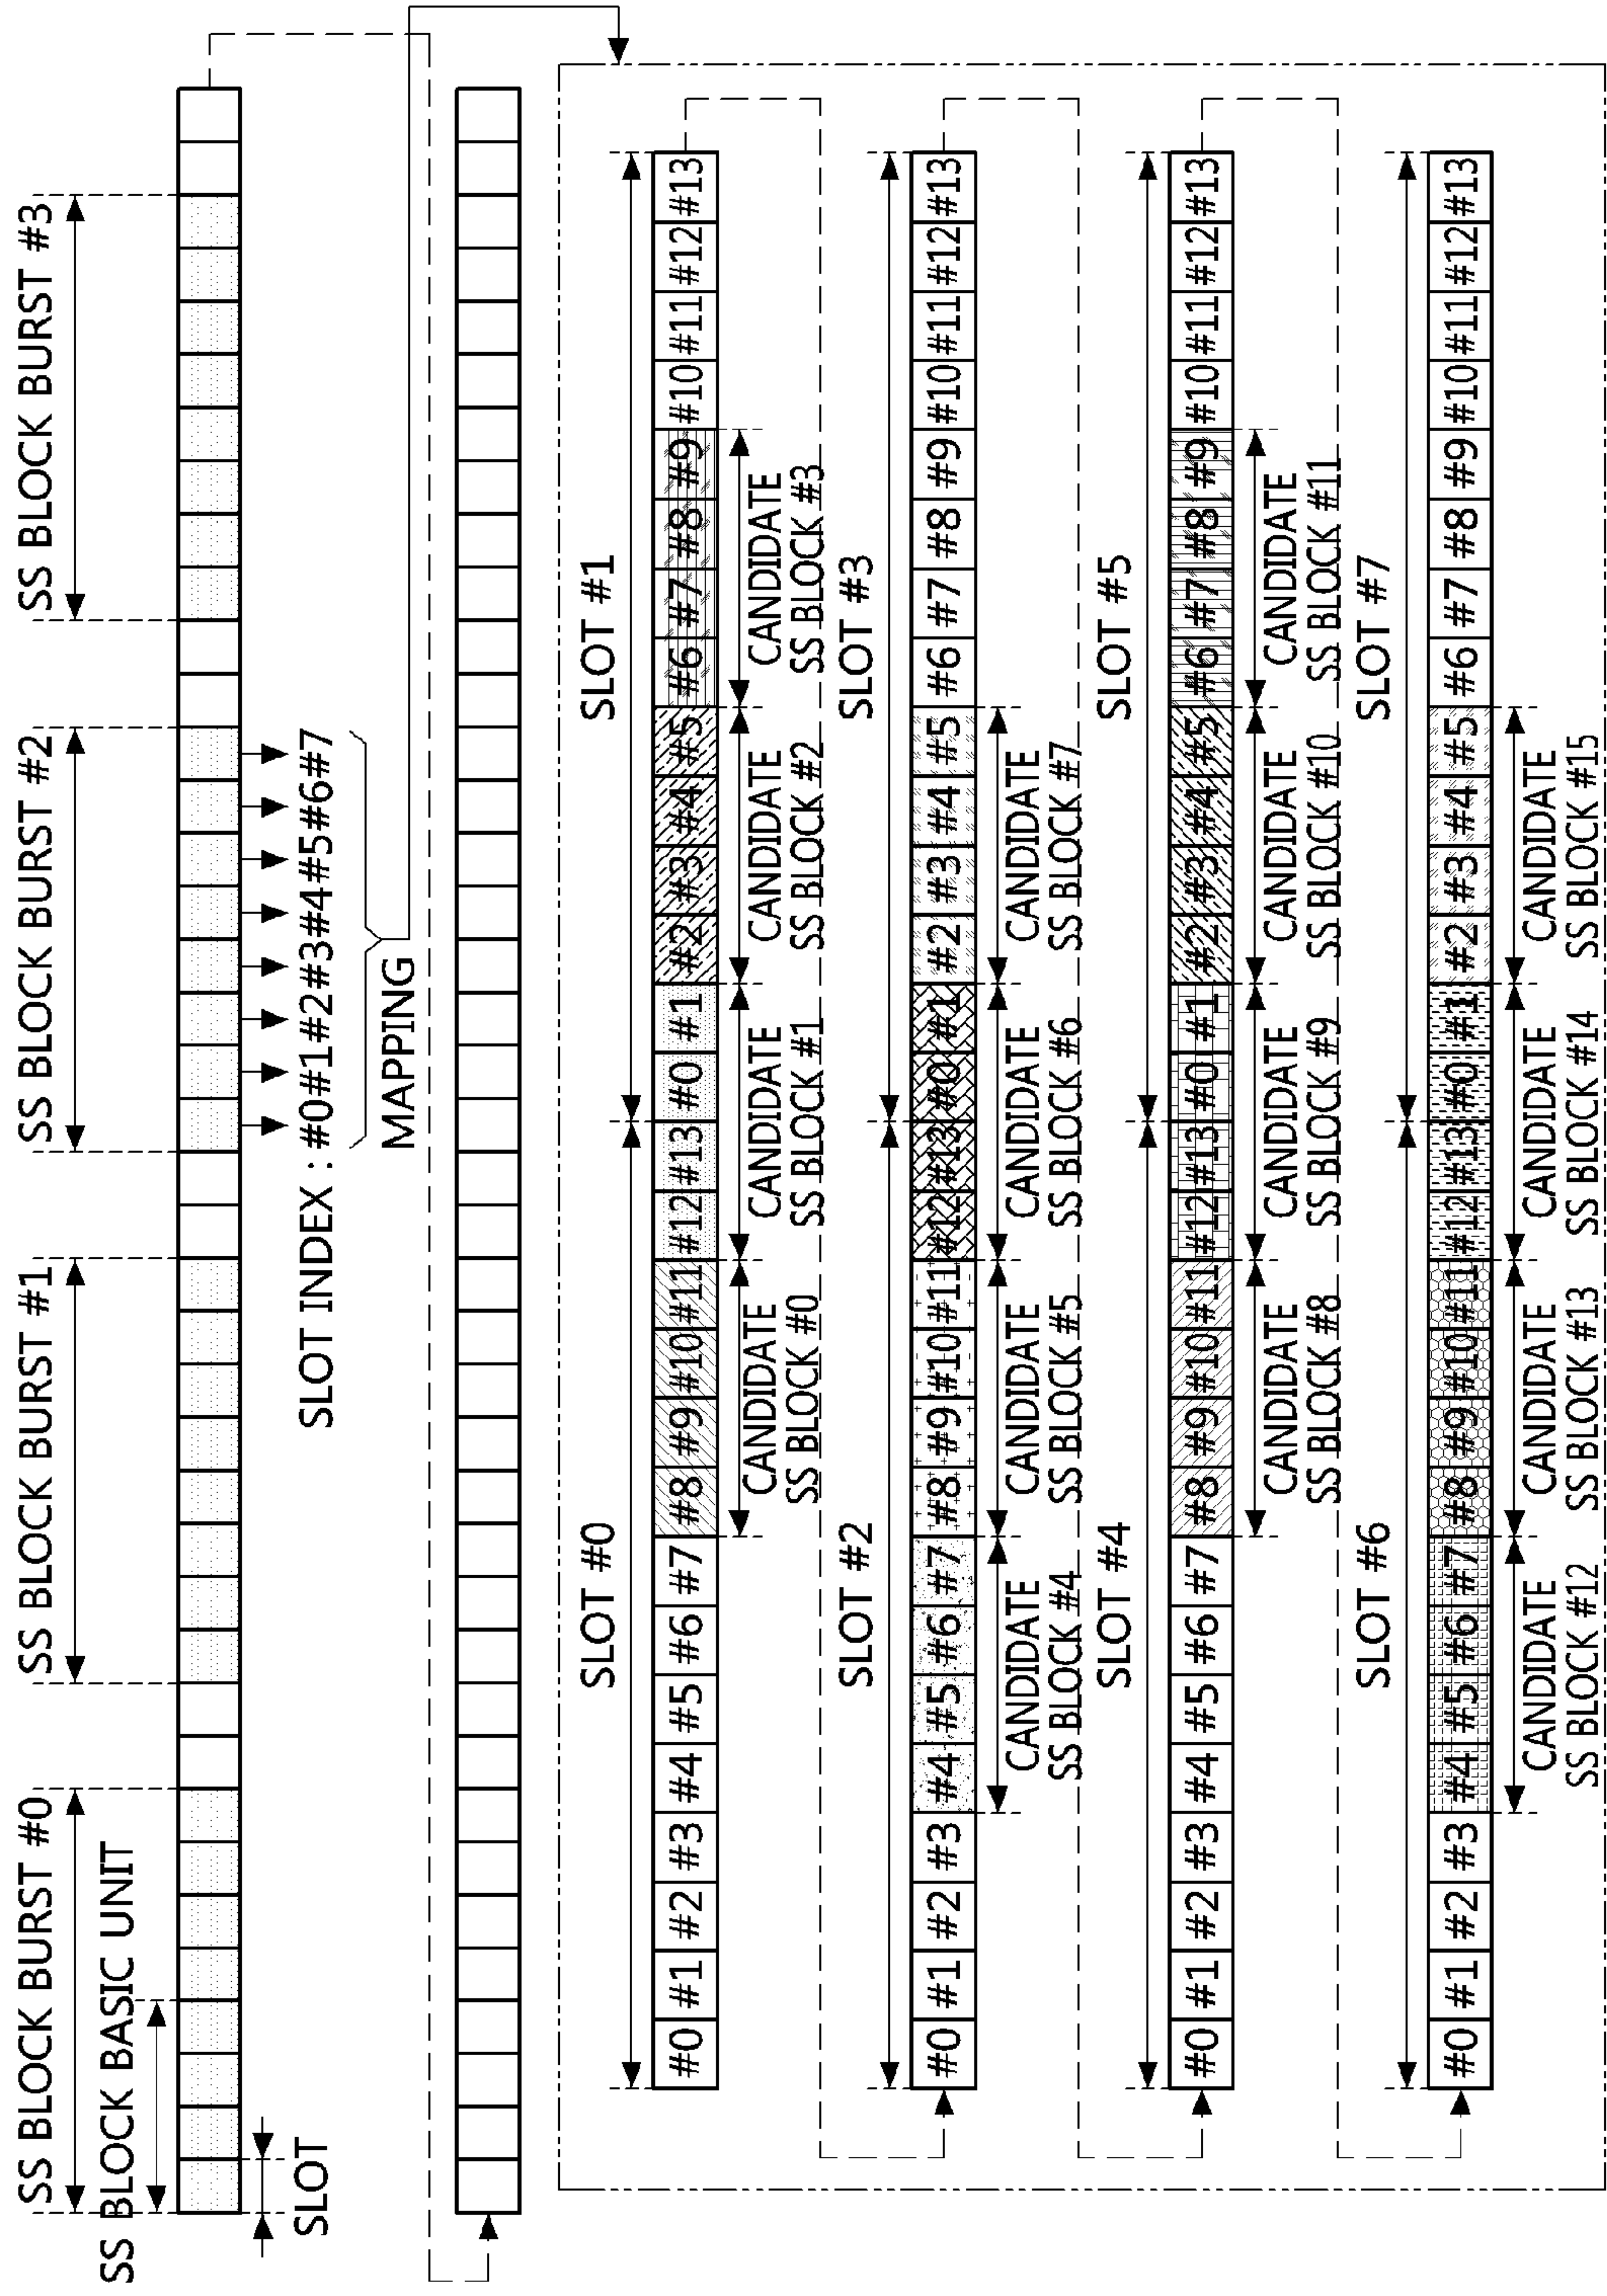 SS BLOCK BURST #0 SS BLOCK BURST #1 SS BLOCK BURST #2 SS BLOCK BURST #3
SS BLOCK BASIC UNIT
SLOT
SLOT INDEX : #0#1#2#3#4#5#6#7
MAPPING
SLOT #0 SLOT #1
#0 #1 #2 #3 #4 #5 #6 #7 #8 #9 #10 #11 #12 #13 #0 #1 #2 #3 #4 #5 #6 #7 #8 #9 #10 #11 #12 #13
CANDIDATE CANDIDATE CANDIDATE CANDIDATE
SS BLOCK #0 SS BLOCK #1 SS BLOCK #2 SS BLOCK #3
SLOT #2 SLOT #3
#0 #1 #2 #3 #4 #5 #6 #7 #8 #9 #10 #11 #12 #13 #0 #1 #2 #3 #4 #5 #6 #7 #8 #9 #10 #11 #12 #13
CANDIDATE CANDIDATE CANDIDATE CANDIDATE
SS BLOCK #4 SS BLOCK #5 SS BLOCK #6 SS BLOCK #7
SLOT #4 SLOT #5
#0 #1 #2 #3 #4 #5 #6 #7 #8 #9 #10 #11 #12 #13 #0 #1 #2 #3 #4 #5 #6 #7 #8 #9 #10 #11 #12 #13
CANDIDATE CANDIDATE CANDIDATE CANDIDATE
SS BLOCK #8 SS BLOCK #9 SS BLOCK #10 SS BLOCK #11
SLOT #6 SLOT #7
#0 #1 #2 #3 #4 #5 #6 #7 #8 #9 #10 #11 #12 #13 #0 #1 #2 #3 #4 #5 #6 #7 #8 #9 #10 #11 #12 #13
CANDIDATE CANDIDATE CANDIDATE CANDIDATE
SS BLOCK #12 SS BLOCK #13 SS BLOCK #14 SS BLOCK #15